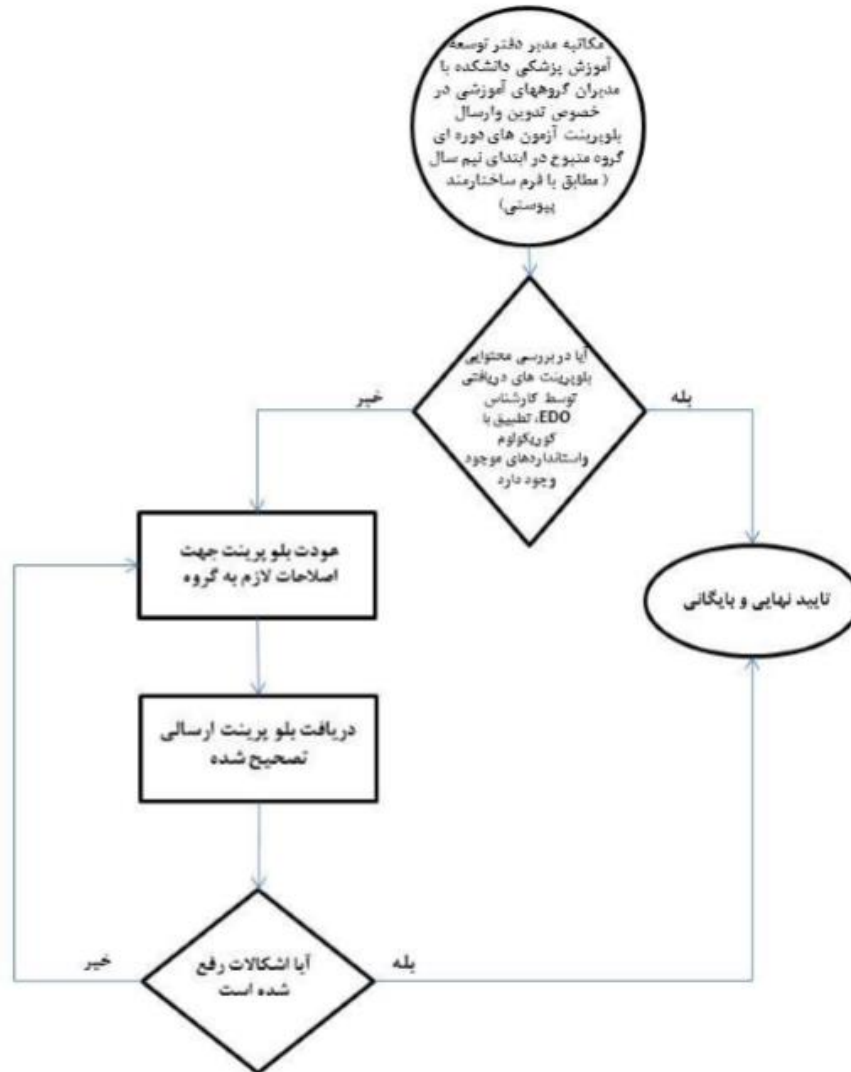 مکاتبه مدیر دفتر توسعه
آموزش پزشکی دانشکده با
مدیران گروههای آموزشی در
خصوص تدوین وارسال
بلوپرینت آزمون های دوره ای
گروه متبوع در ابتدای نیم سال
( مطابق با فرم ساختارمند
پیوستی)
آیا در بررسی محتوایی
بلوپرینت های دریافتی
توسط کارشناس
EDO، تطبیق با
کوریکولوم
واستانداردهای موجود
وجود دارد
بله
خیر
عودت بلو پرینت جهت
اصلاحات لازم به گروه
تایید نهایی و بایگانی
دریافت بلو پرینت ارسالی
تصحیح شده
آیا اشکالات رفع
شده است
بله
خیر